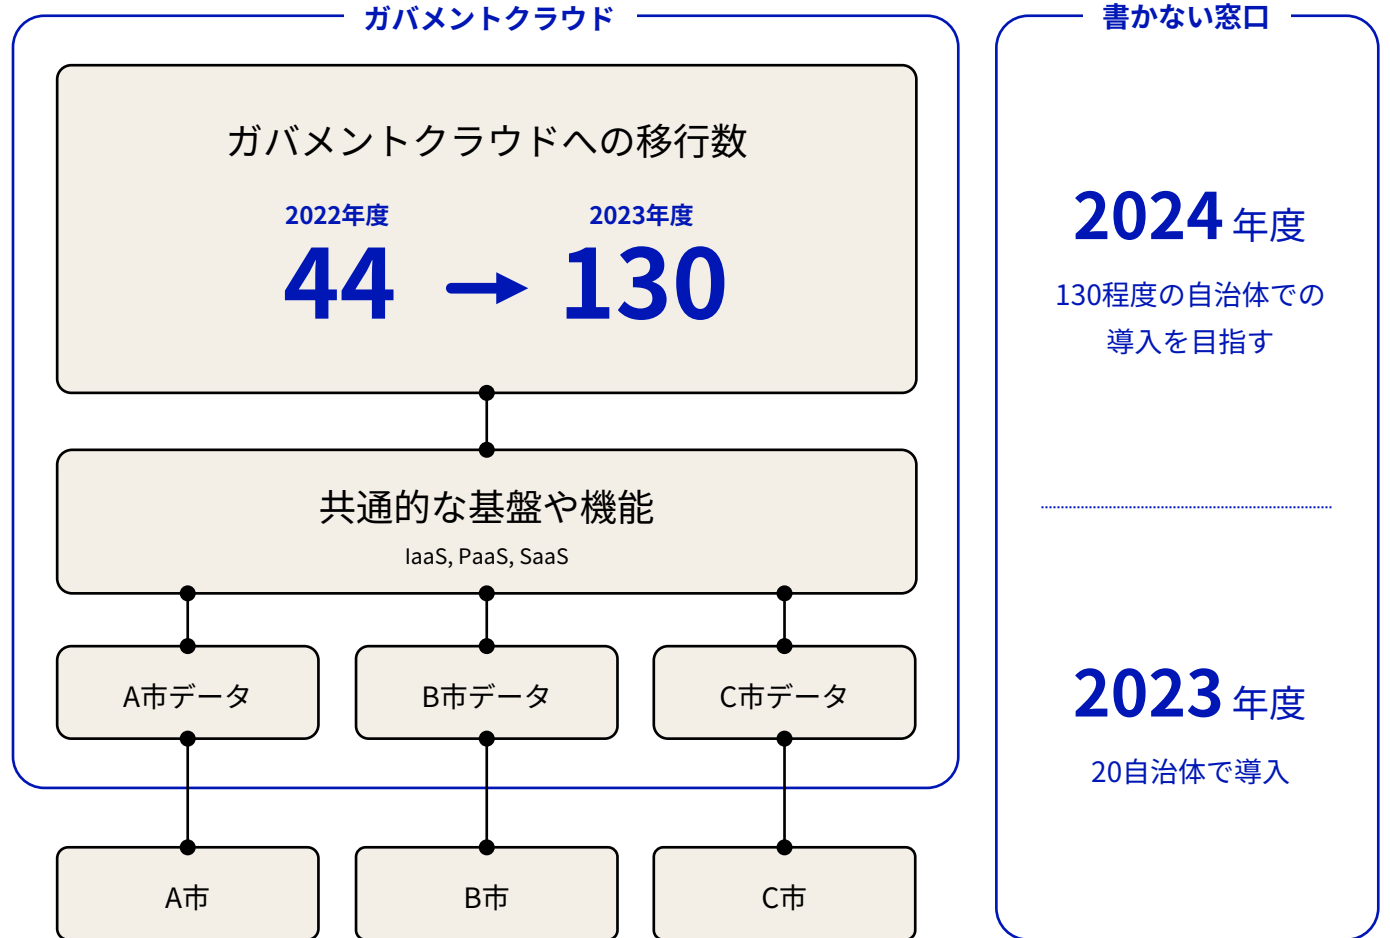 ガバメントクラウド
ガバメントクラウドへの移行数
2022年度
2023年度
44
130
共通的な基盤や機能
IaaS, PaaS, SaaS
A市データ
B市データ
C市データ
A市
B市
C市
書かない窓口
2024年度
130程度の自治体での
導入を目指す
2023年度
20自治体で導入